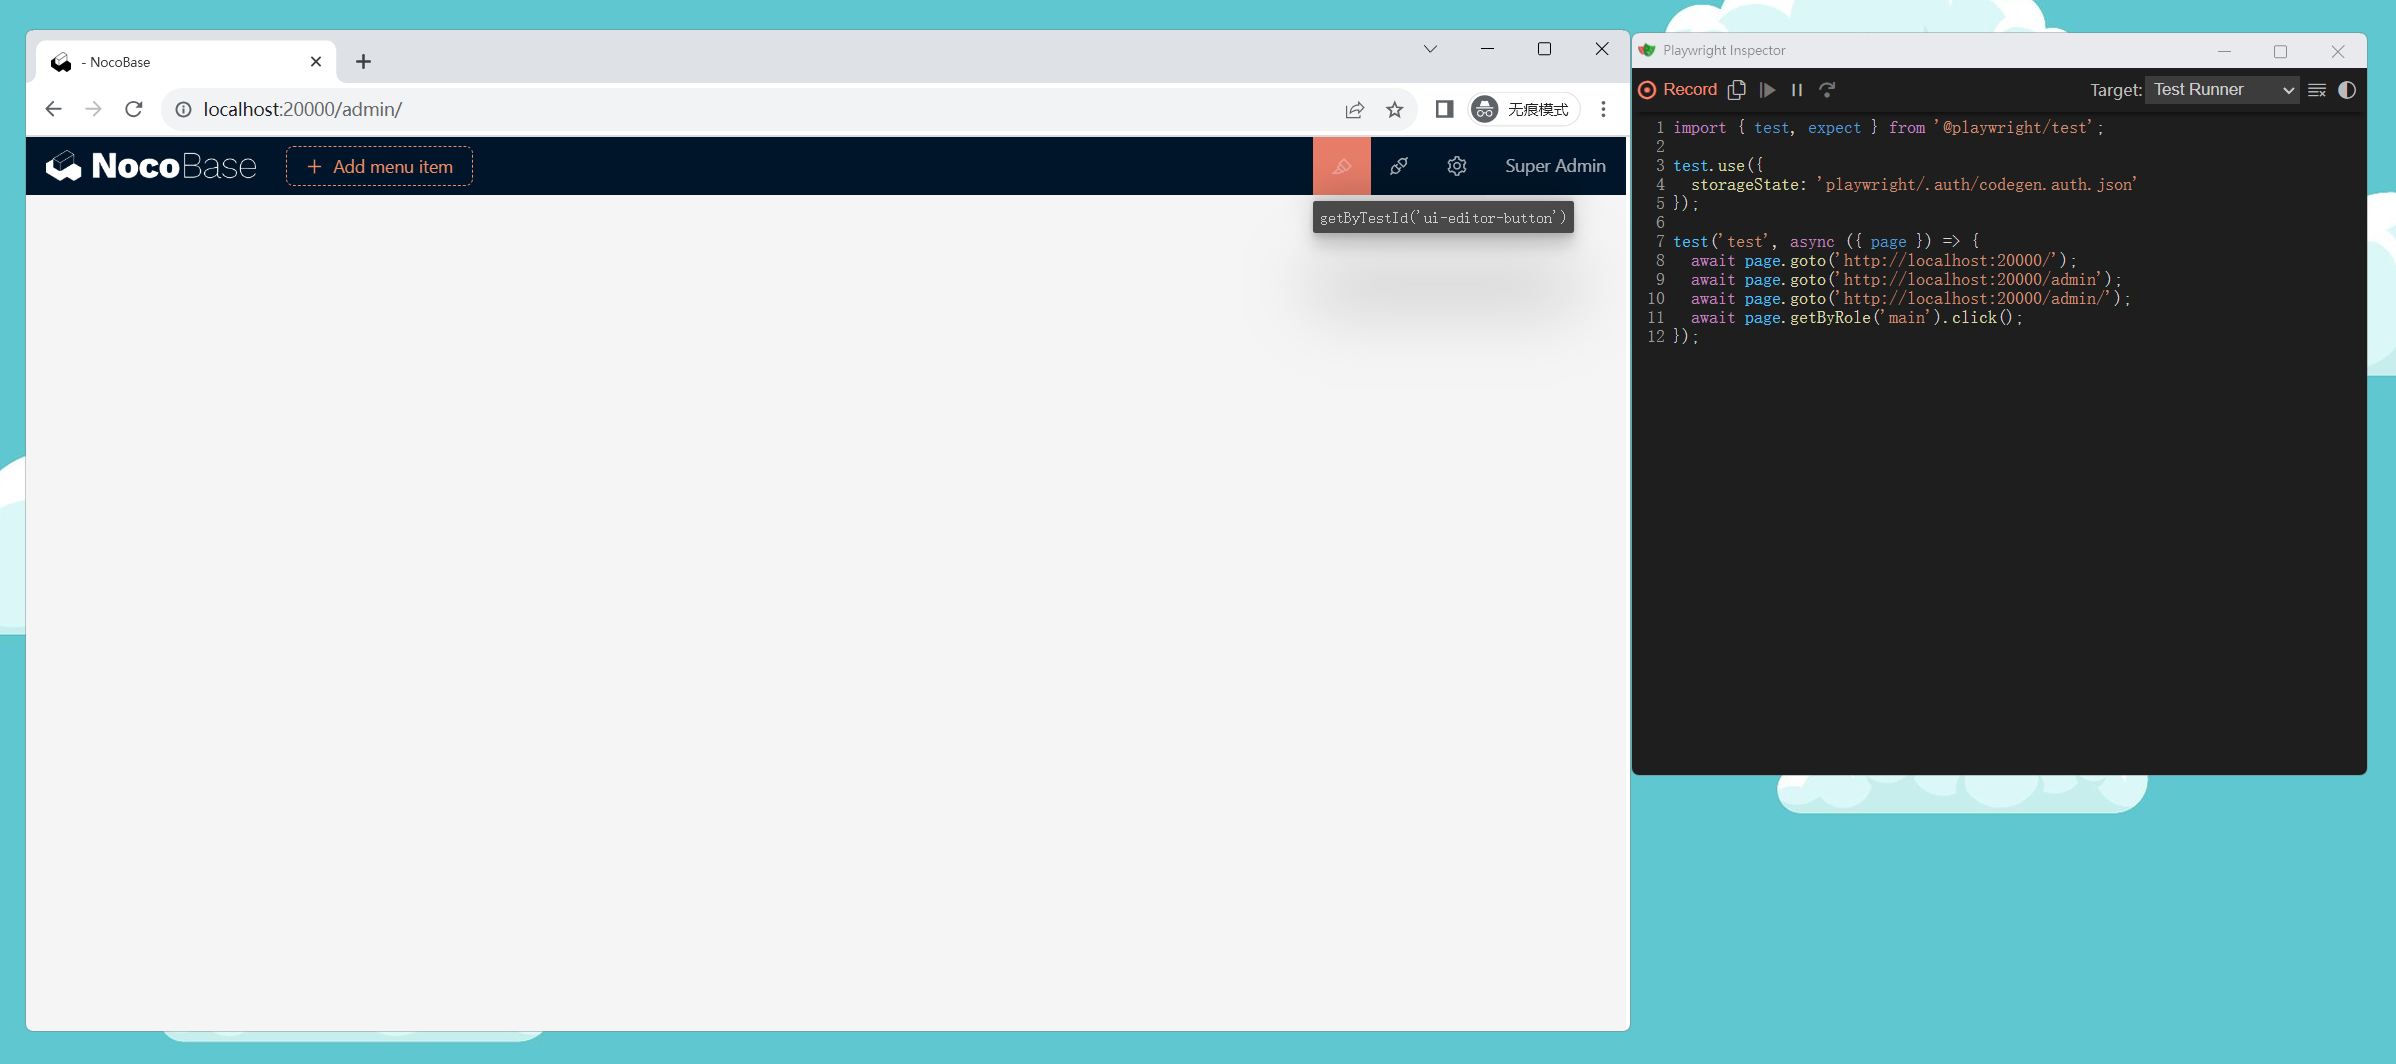 - NocoBase
localhost:20000/admin/
无痕模式
NocoBase
+ Add menu item
Super Admin
getByTestId('ui-editor-button')
Playwright Inspector
Record
Target: Test Runner
1 import { test, expect } from '@playwright/test';
2
3 test.use({
4 storageState: 'playwright/.auth/codegen.auth.json'
5 });
6
7 test('test', async ({ page }) => {
8 await page.goto('http://localhost:20000/');
9 await page.goto('http://localhost:20000/admin');
10 await page.goto('http://localhost:20000/admin/');
11 await page.getByRole('main').click();
12 });